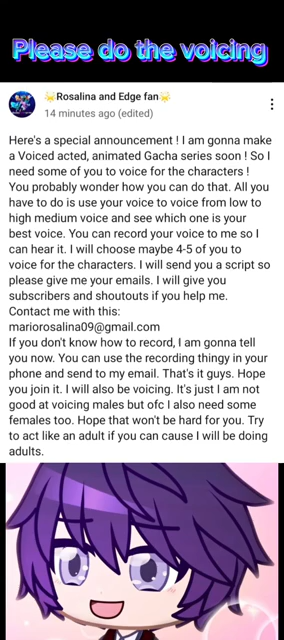 Please do the voicing
🌟Rosalina and Edge fan🌟
14 minutes ago (edited)
Here's a special announcement ! I am gonna make
a Voiced acted, animated Gacha series soon ! So I
need some of you to voice for the characters !
You probably wonder how you can do that. All you
have to do is use your voice to voice from low to
high medium voice and see which one is your
best voice. You can record your voice to me so I
can hear it. I will choose maybe 4-5 of you to
voice for the characters. I will send you a script so
please give me your emails. I will give you
subscribers and shoutouts if you help me.
Contact me with this:
mariorosalina09@gmail.com
If you don't know how to record, I am gonna tell
you now. You can use the recording thingy in your
phone and send to my email. That's it guys. Hope
you join it. I will also be voicing. It's just I am not
good at voicing males but ofc I also need some
females too. Hope that won't be hard for you. Try
to act like an adult if you can cause I will be doing
adults.